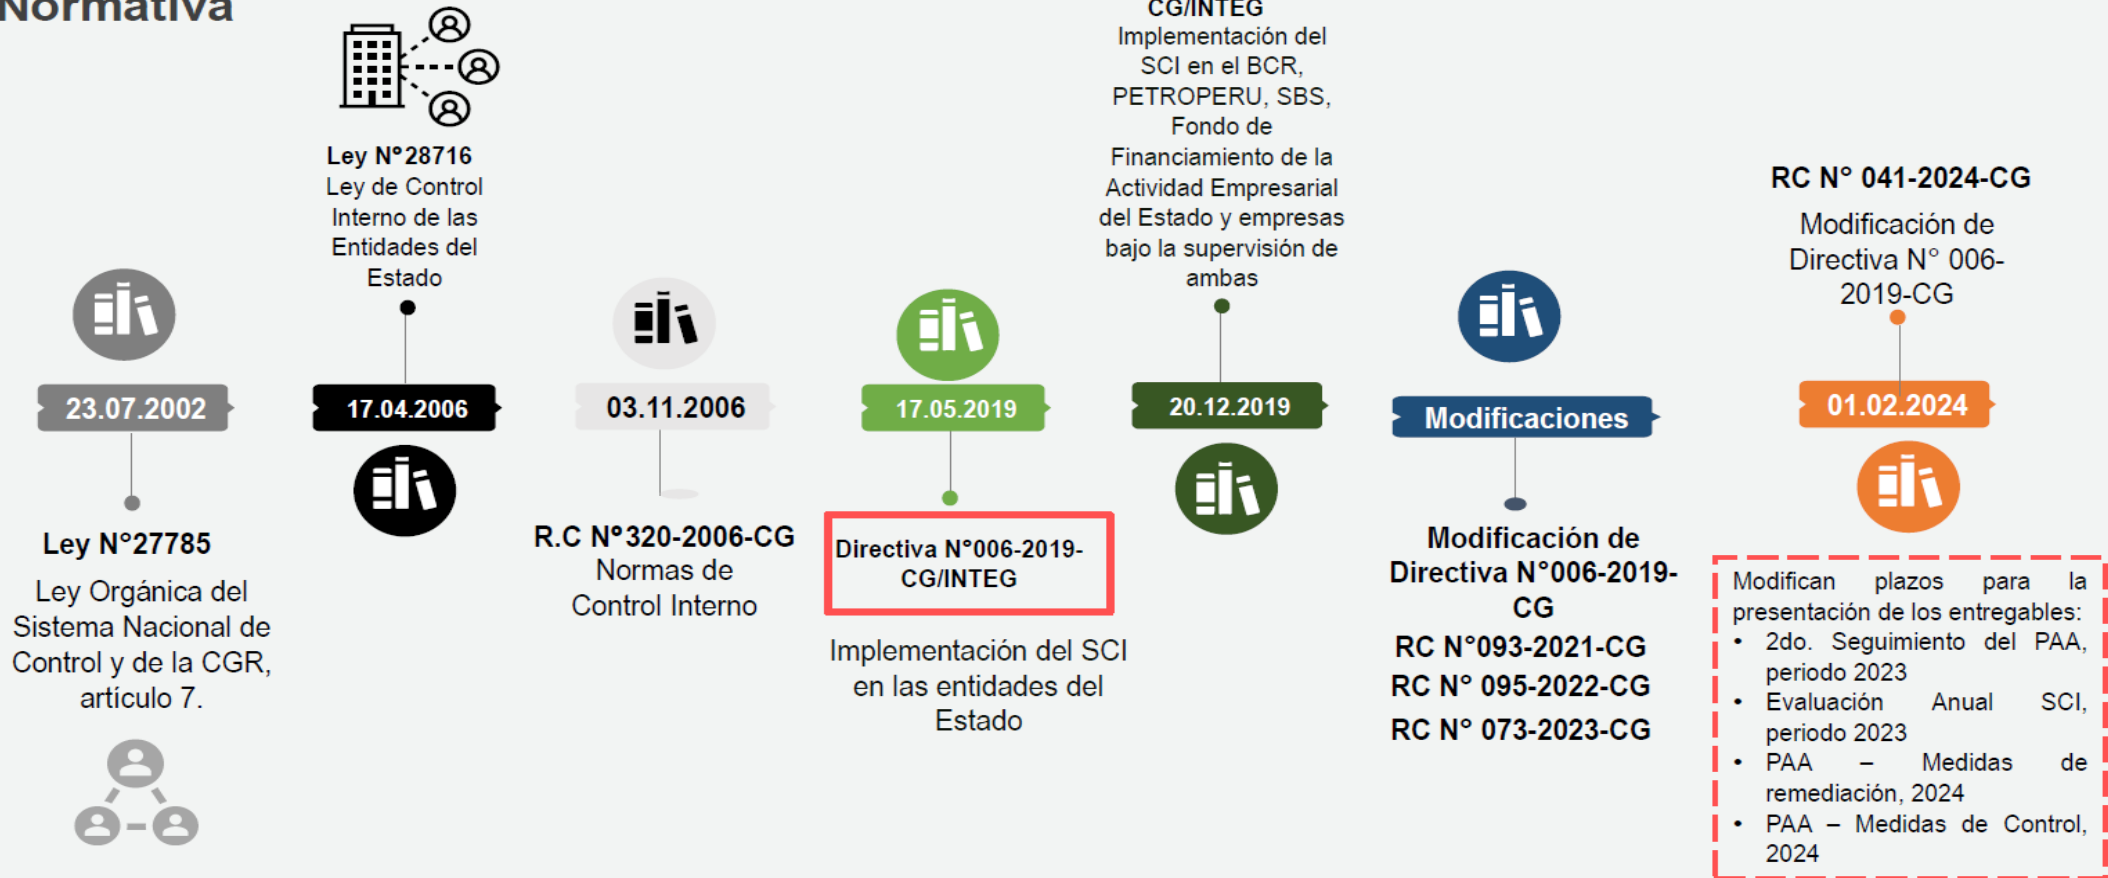 Normativa
Ley N°28716
Ley de Control
Interno de las
Entidades del
Estado
CG/INTEG
Implementación del
SCI en el BCR,
PETROPERU, SBS,
Fondo de
Financiamiento de la
Actividad Empresarial
del Estado y empresas
bajo la supervisión de
ambas
RC N° 041-2024-CG
Modificación de
Directiva N° 006-
2019-CG
23.07.2002
17.04.2006
03.11.2006
17.05.2019
20.12.2019
Modificaciones
01.02.2024
Ley N°27785
Ley Orgánica del
Sistema Nacional de
Control y de la CGR,
artículo 7.
R.C N°320-2006-CG
Normas de
Control Interno
Directiva N°006-2019-
CG/INTEG
Implementación del SCI
en las entidades del
Estado
Modificación de
Directiva N°006-2019-
CG
RC N°093-2021-CG
RC N° 095-2022-CG
RC N° 073-2023-CG
Modifican plazos para la
presentación de los entregables:
• 2do. Seguimiento del PAA,
periodo 2023
• Evaluación Anual SCI,
periodo 2023
• PAA – Medidas de
remediación, 2024
• PAA – Medidas de Control,
2024